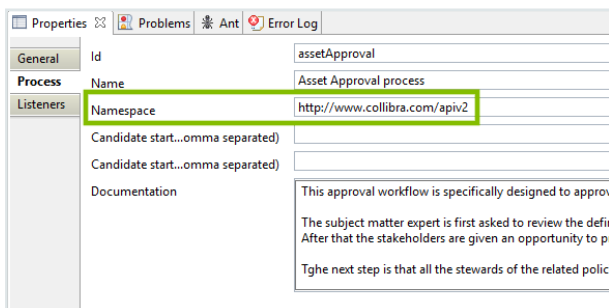 Properties Problems Ant Error Log
General
Process
Listeners
Id assetApproval
Name Asset Approval process
Namespace http://www.collibra.com/apiv2
Candidate start...omma separated)
Candidate start...omma separated)
Documentation This approval workflow is specifically designed to
The subject matter expert is first asked to review the
After that the stakeholders are given an opportunity to
Tghe next step is that all the stewards of the related